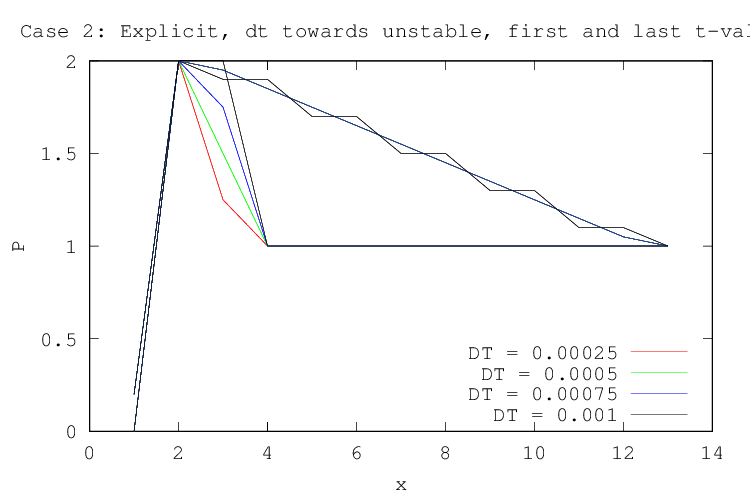 Case 2: Explicit, dt towards unstable, first and last t-val
2
1.5
1
0.5
0
P
DT = 0.00025
DT = 0.0005
DT = 0.00075
DT = 0.001
0 2 4 6 8 10 12 14
x